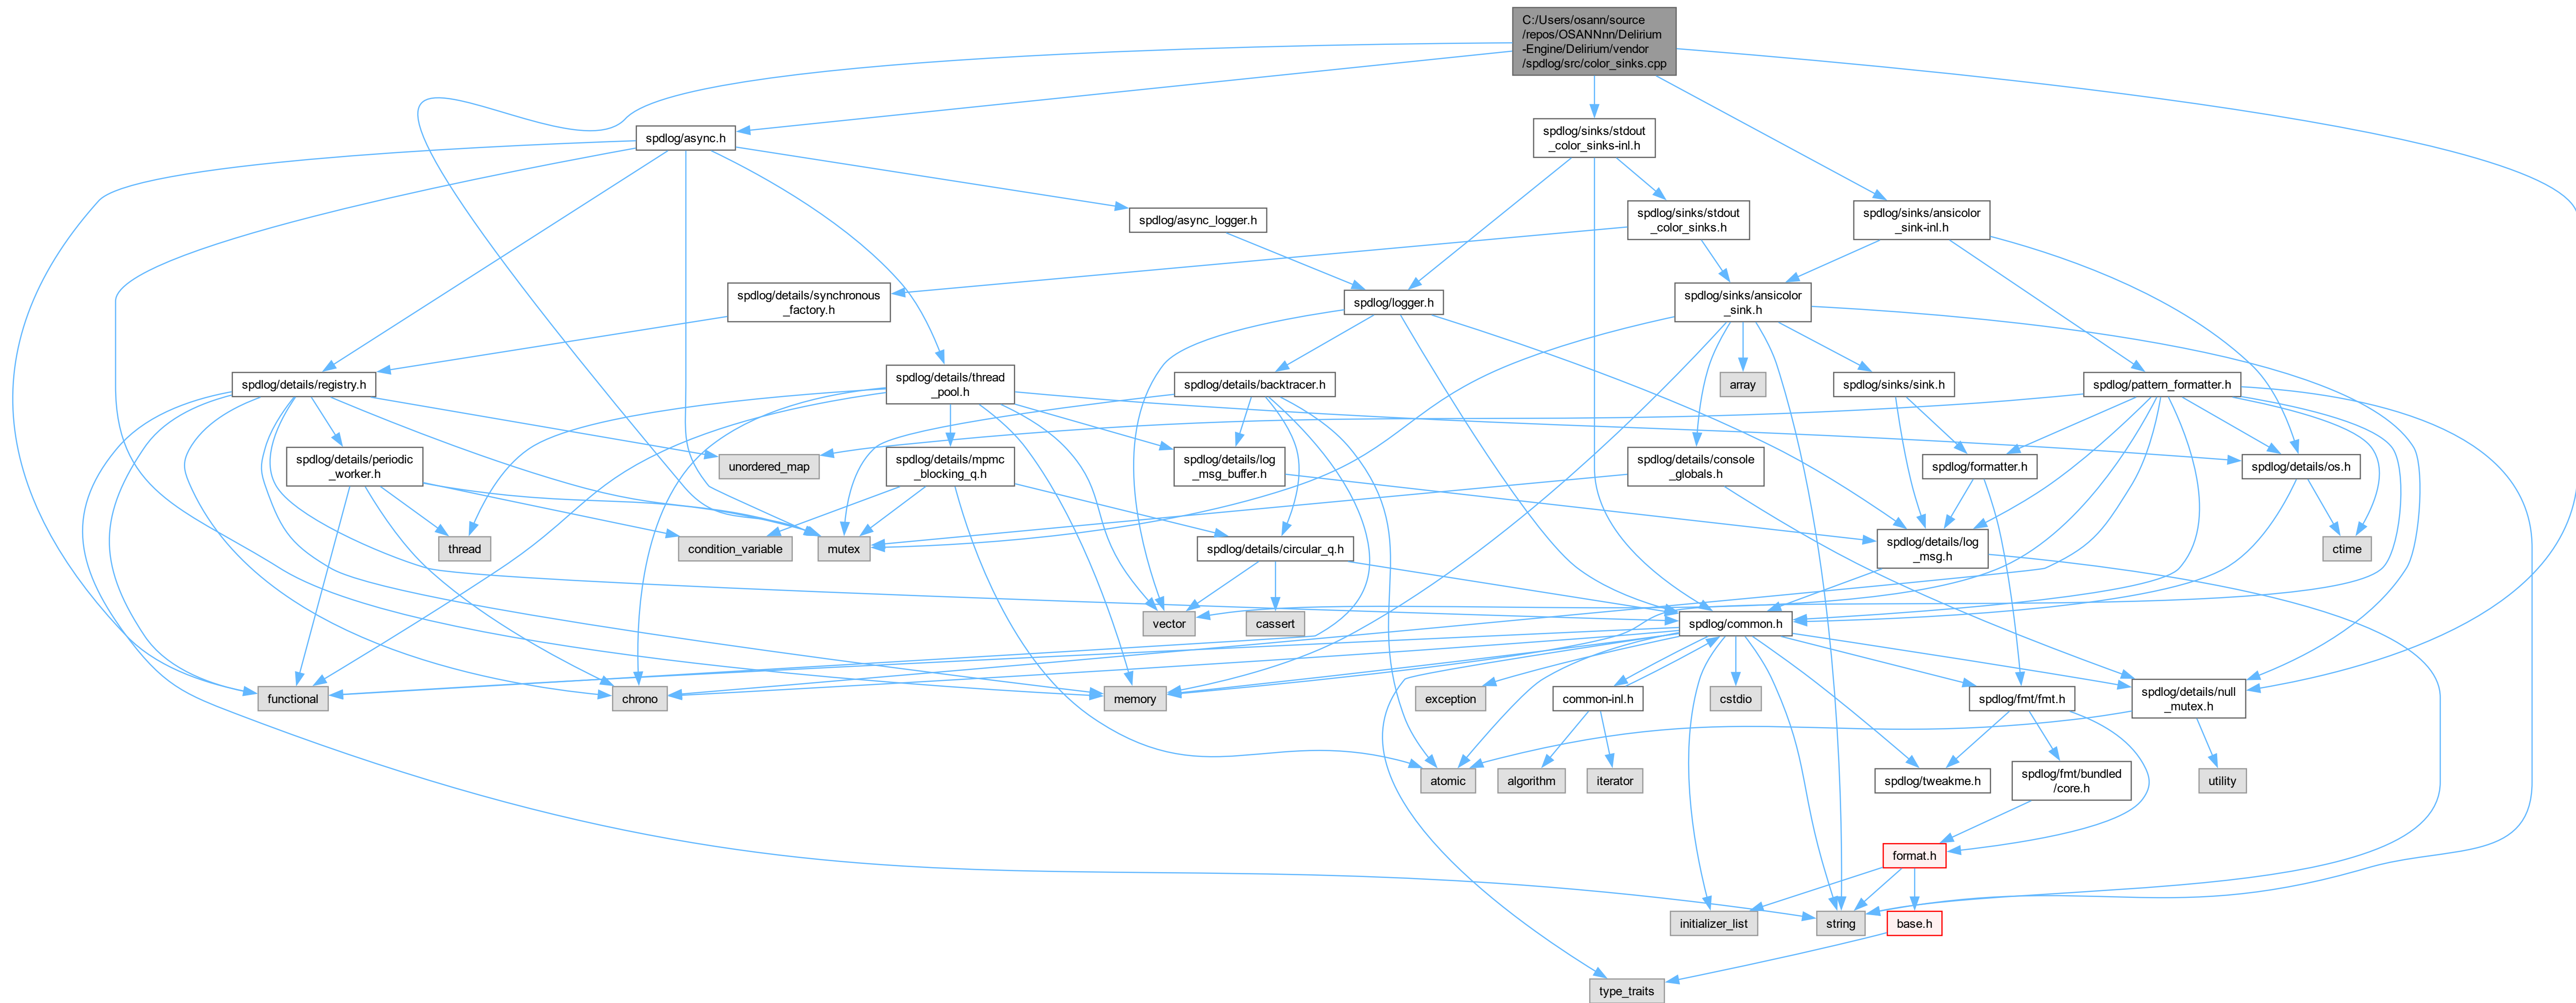 C:/Users/osann/source
/repos/OSANNnn/Delirium
-Engine/Delirium/vendor
/spdlog/src/color_sinks.cpp
spdlog/async.h
spdlog/sinks/stdout
_color_sinks-inl.h
spdlog/async_logger.h
spdlog/sinks/stdout
_color_sinks.h
spdlog/sinks/ansicolor
_sink-inl.h
spdlog/details/synchronous
_factory.h
spdlog/logger.h
spdlog/sinks/ansicolor
_sink.h
spdlog/details/registry.h
spdlog/details/thread
_pool.h
spdlog/details/backtracer.h
array
spdlog/sinks/sink.h
spdlog/pattern_formatter.h
spdlog/details/periodic
_worker.h
unordered_map
spdlog/details/mpmc
_blocking_q.h
spdlog/details/log
_msg_buffer.h
spdlog/details/console
_globals.h
spdlog/formatter.h
spdlog/details/os.h
thread
condition_variable
mutex
spdlog/details/circular_q.h
spdlog/details/log
_msg.h
ctime
vector
cassert
spdlog/common.h
functional
chrono
memory
exception
common-inl.h
cstdio
spdlog/fmt/fmt.h
spdlog/details/null
_mutex.h
atomic
algorithm
iterator
spdlog/tweakme.h
spdlog/fmt/bundled
/core.h
utility
format.h
initializer_list
string
base.h
type_traits